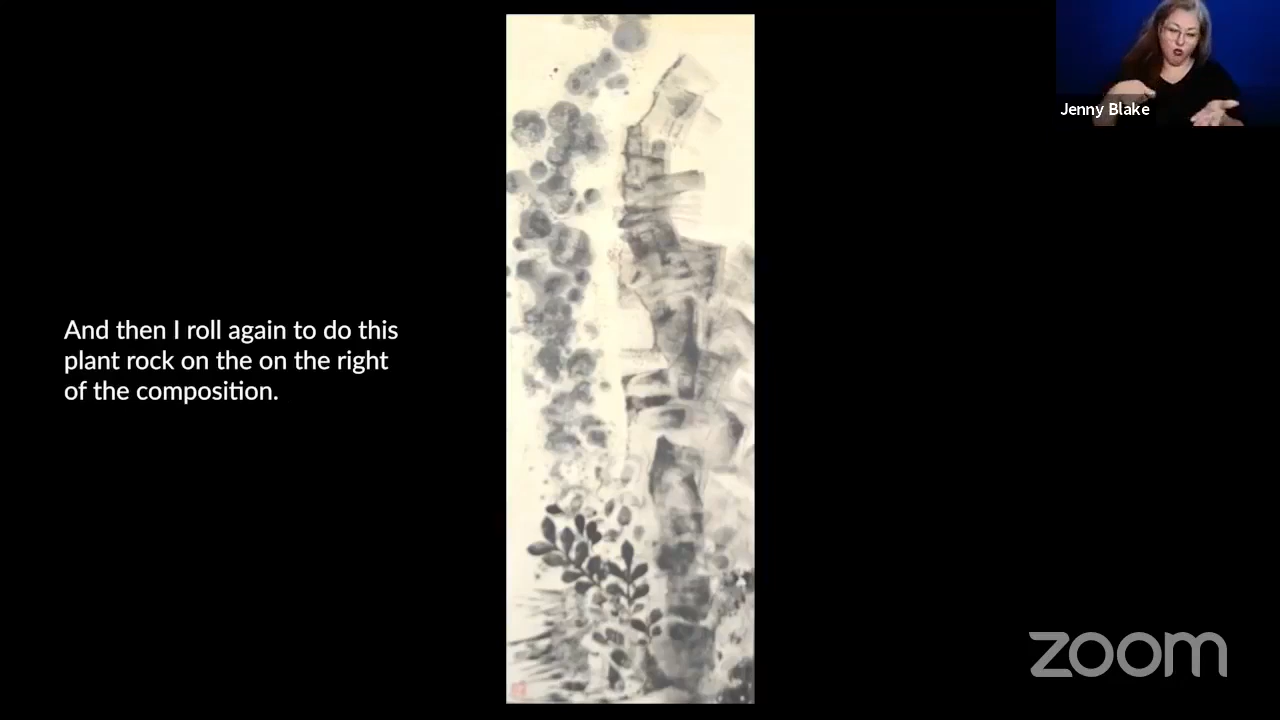 Jenny Blake
And then I roll again to do this
plant rock on the on the right
of the composition.
zoom